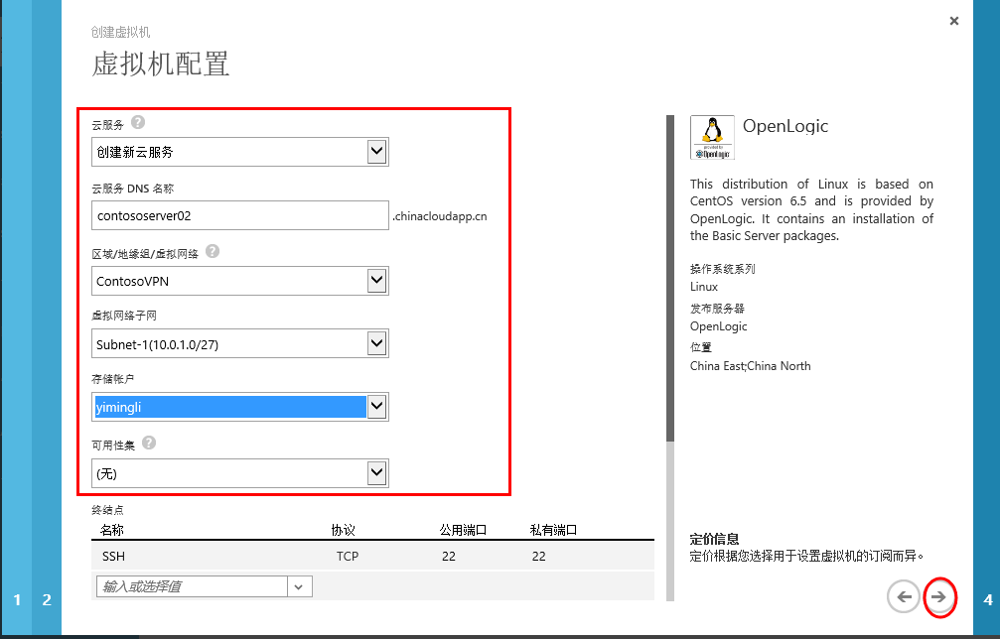 创建虚拟机
虚拟机配置
云服务 ?
创建新云服务
云服务 DNS 名称
contososerver02 .chinacloudapp.cn
区域/地缘组/虚拟网络 ?
ContosoVPN
虚拟网络子网
Subnet-1(10.0.1.0/27)
存储帐户
yimingli
可用性集 ?
(无)
终结点
名称 协议 公用端口 私有端口
SSH TCP 22 22
输入或选择值
OpenLogic
provided by
OpenLogic
This distribution of Linux is based on
CentOS version 6.5 and is provided by
OpenLogic. It contains an installation of
the Basic Server packages.
操作系统系列
Linux
发布服务器
OpenLogic
位置
China East;China North
定价信息
定价根据您选择用于设置虚拟机的订阅而异。
1 2
4